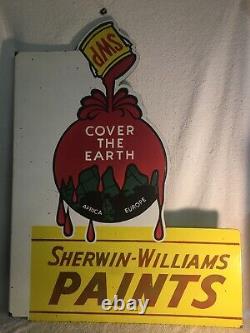 SWP
COVER
THE
EARTH
AFRICA EUROPE
SHERWIN-WILLIAMS
PAINTS